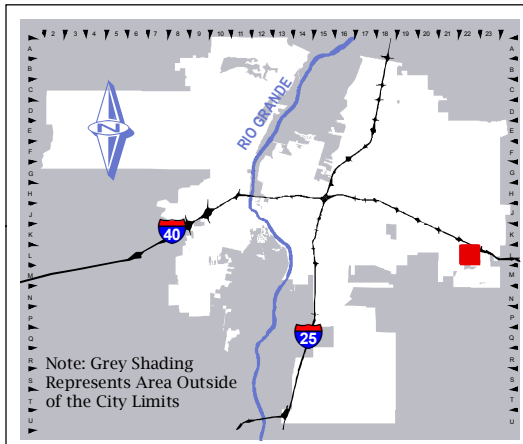 2 3 4 5 6 7 8 9 10 11 12 13 14 15 16 17 18 19 20 21 22 23
A A
B B
C C
D D
E E
F F
G G
H H
J J
K K
L L
M M
N N
P P
Q Q
R R
S S
T T
U U
N
RIO GRANDE
40
25
Note: Grey Shading
Represents Area Outside
of the City Limits